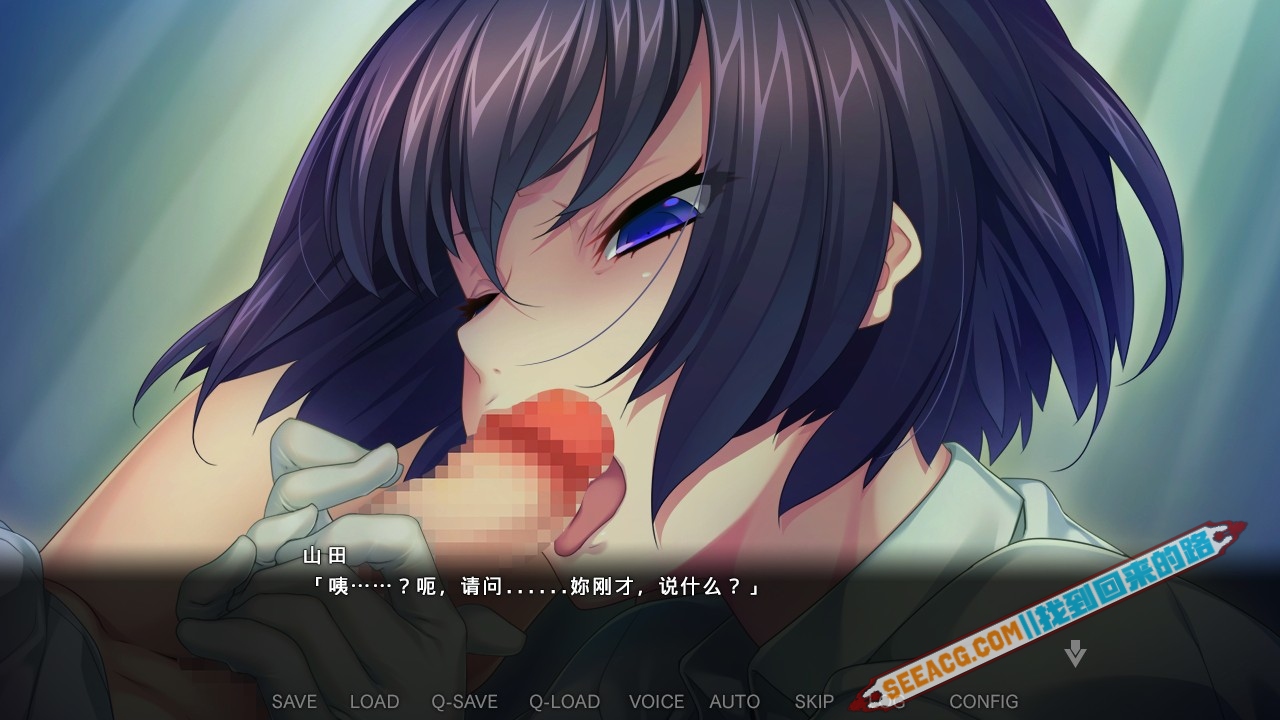 山田
「咦……？呃，请问......妳刚才，说什么？」
SEEACG.COM||找到回来的路
SAVE LOAD Q-SAVE Q-LOAD VOICE AUTO SKIP LOG CONFIG